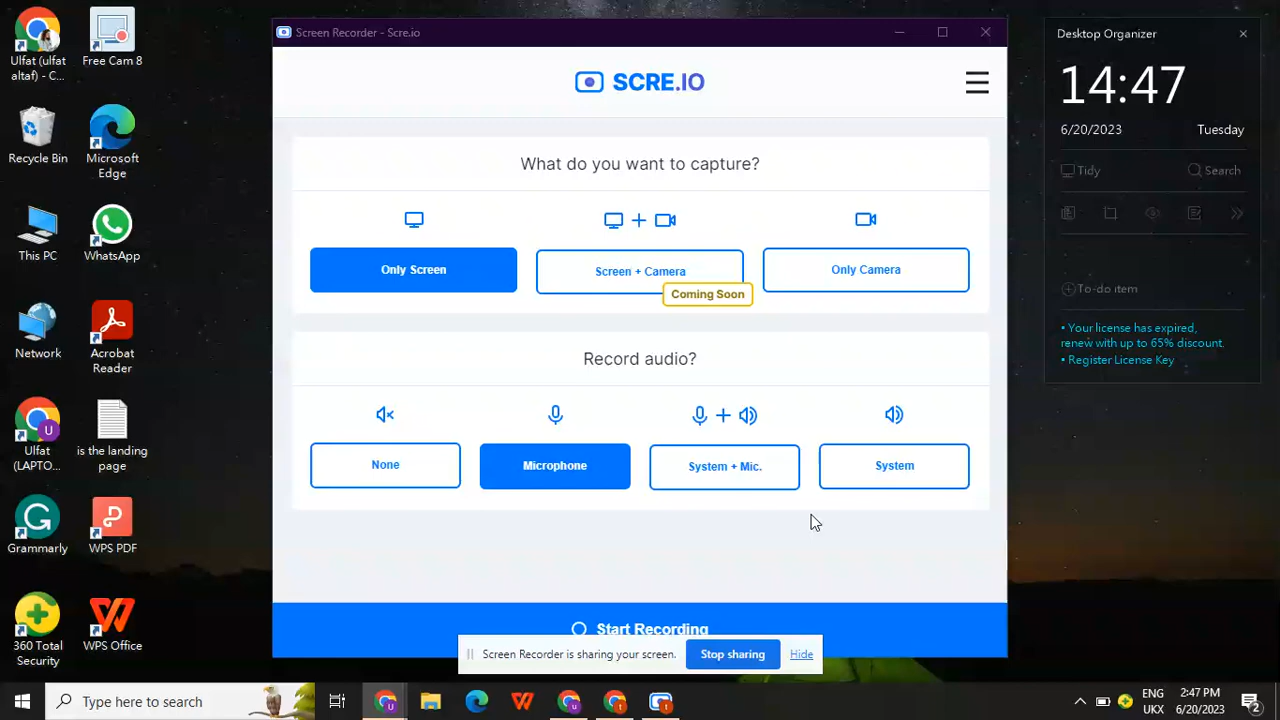 Ulfat (ulfat altaf) - C...
Free Cam 8
Recycle Bin
Microsoft Edge
This PC
WhatsApp
Network
Acrobat Reader
Ulfat (LAPTO...
is the landing page
Grammarly
WPS PDF
360 Total Security
WPS Office
Screen Recorder - Scre.io
SCRE.IO
What do you want to capture?
Only Screen
Screen + Camera
Only Camera
Coming Soon
Record audio?
None
Microphone
System + Mic.
System
Start Recording
Screen Recorder is sharing your screen.
Stop sharing
Hide
Desktop Organizer
14:47
6/20/2023
Tuesday
Tidy
Search
To-do item
• Your license has expired,
renew with up to 65% discount.
• Register License Key
Type here to search
ENG
UKX
2:47 PM
6/20/2023
2